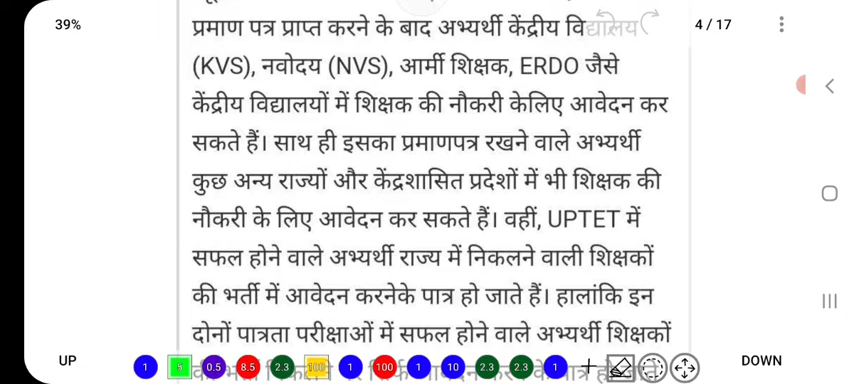 39%
4 / 17
प्रमाण पत्र प्राप्त करने के बाद अभ्यर्थी केंद्रीय विद्यालय
(KVS), नवोदय (NVS), आर्मी शिक्षक, ERDO जैसे
केंद्रीय विद्यालयों में शिक्षक की नौकरी केलिए आवेदन कर
सकते हैं। साथ ही इसका प्रमाणपत्र रखने वाले अभ्यर्थी
कुछ अन्य राज्यों और केंद्रशासित प्रदेशों में भी शिक्षक की
नौकरी के लिए आवेदन कर सकते हैं। वहीं, UPTET में
सफल होने वाले अभ्यर्थी राज्य में निकलने वाली शिक्षकों
की भर्ती में आवेदन करनेके पात्र हो जाते हैं। हालांकि इन
दोनों पात्रता परीक्षाओं में सफल होने वाले अभ्यर्थी शिक्षकों
UP
1 5 0.5 8.5 2.3 100 1 100 1 10 2.3 2.3 1
DOWN